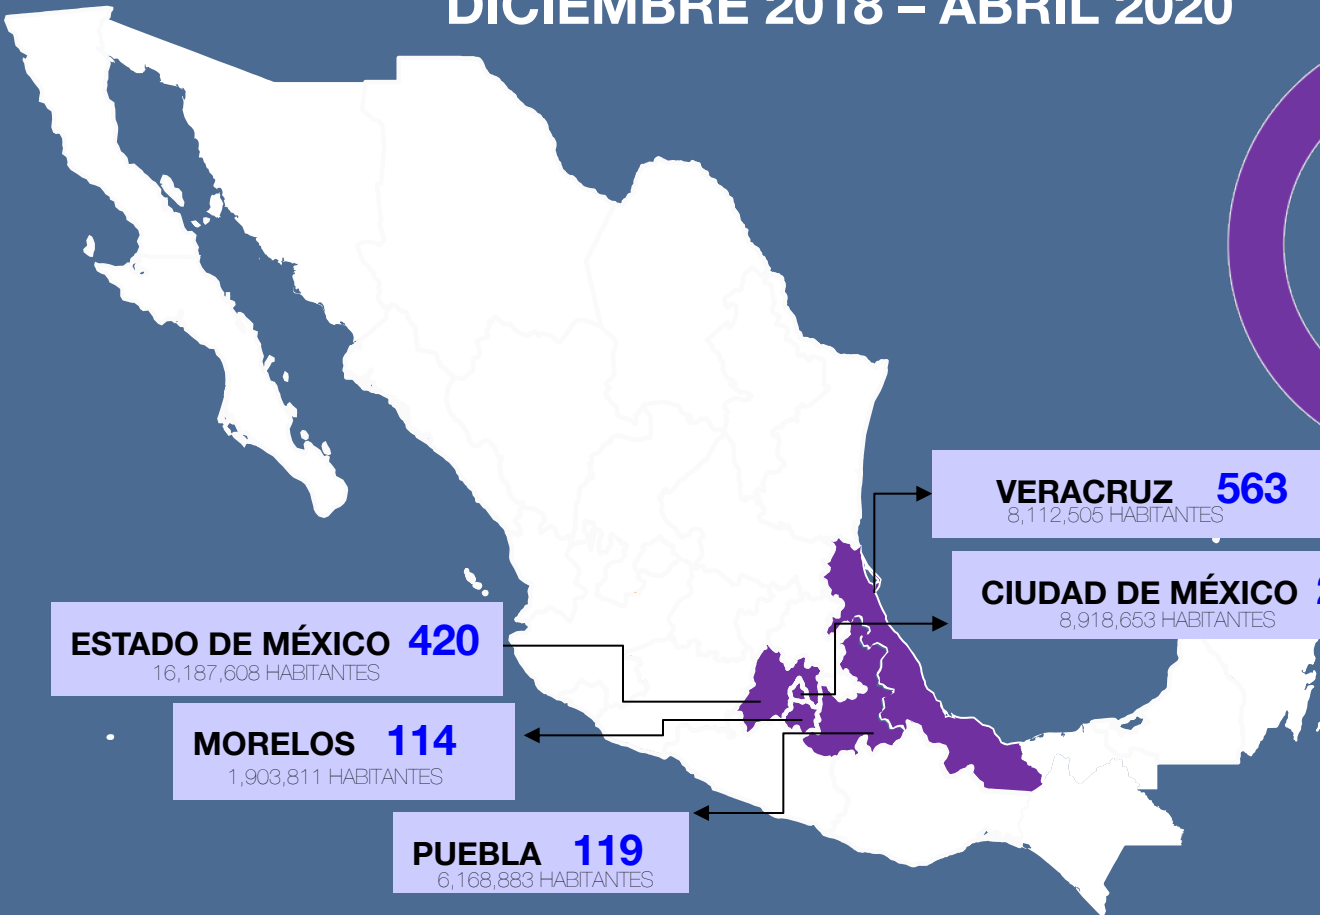 DICIEMBRE 2018 – ABRIL 2020
VERACRUZ 563
8,112,505 HABITANTES
CIUDAD DE MÉXICO
8,918,653 HABITANTES
ESTADO DE MÉXICO 420
16,187,608 HABITANTES
MORELOS 114
1,903,811 HABITANTES
PUEBLA 119
6,168,883 HABITANTES